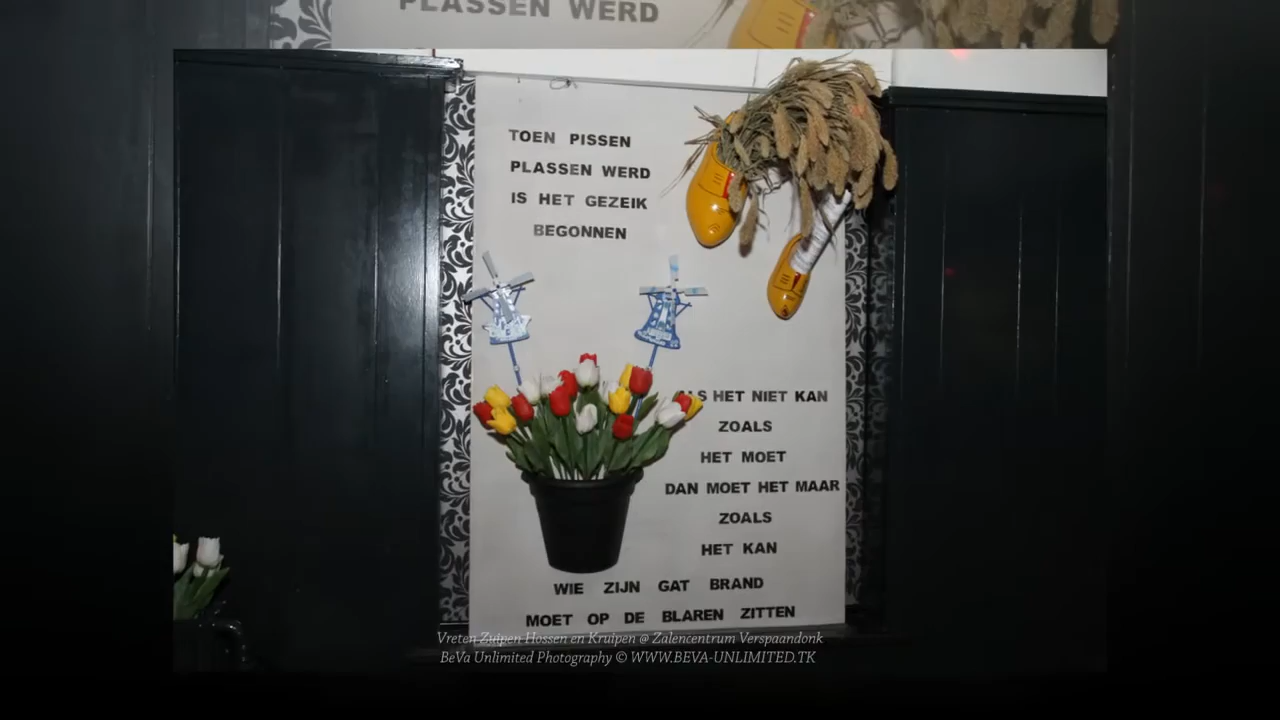 PLASSEN WERD
TOEN PISSEN
PLASSEN WERD
IS HET GEZEIK
BEGONNEN
ALS HET NIET KAN
ZOALS
HET MOET
DAN MOET HET MAAR
ZOALS
HET KAN
WIE ZIJN GAT BRAND
MOET OP DE BLAREN ZITTEN
Vreten Zuipen Hossen en Kruipen @ Zalencentrum Verspaandonk
BeVa Unlimited Photography © WWW.BEVA-UNLIMITED.TK